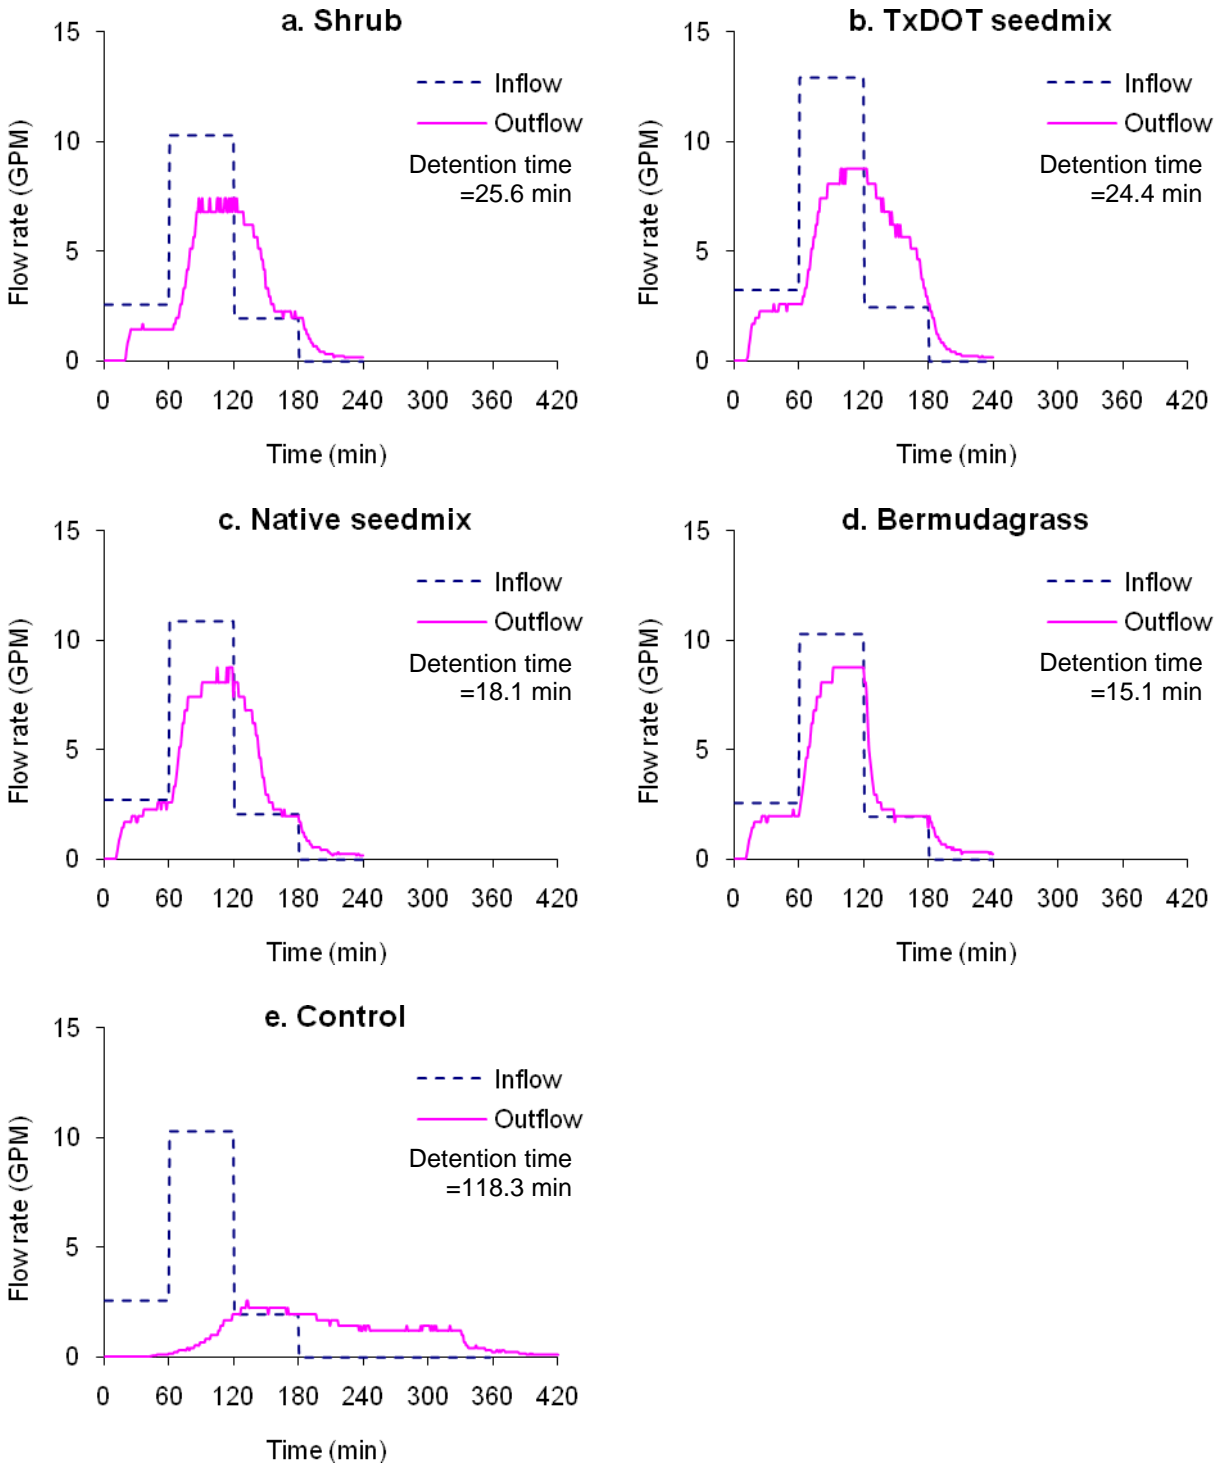 a. Shrub
15
10
5
0
Flow rate (GPM)
Inflow
Outflow
Detention time
=25.6 min
0 60 120 180 240 300 360 420
Time (min)
b. TxDOT seedmix
15
10
5
0
Flow rate (GPM)
Inflow
Outflow
Detention time
=24.4 min
0 60 120 180 240 300 360 420
Time (min)
c. Native seedmix
15
10
5
0
Flow rate (GPM)
Inflow
Outflow
Detention time
=18.1 min
0 60 120 180 240 300 360 420
Time (min)
d. Bermudagrass
15
10
5
0
Flow rate (GPM)
Inflow
Outflow
Detention time
=15.1 min
0 60 120 180 240 300 360 420
Time (min)
e. Control
15
10
5
0
Flow rate (GPM)
Inflow
Outflow
Detention time
=118.3 min
0 60 120 180 240 300 360 420
Time (min)